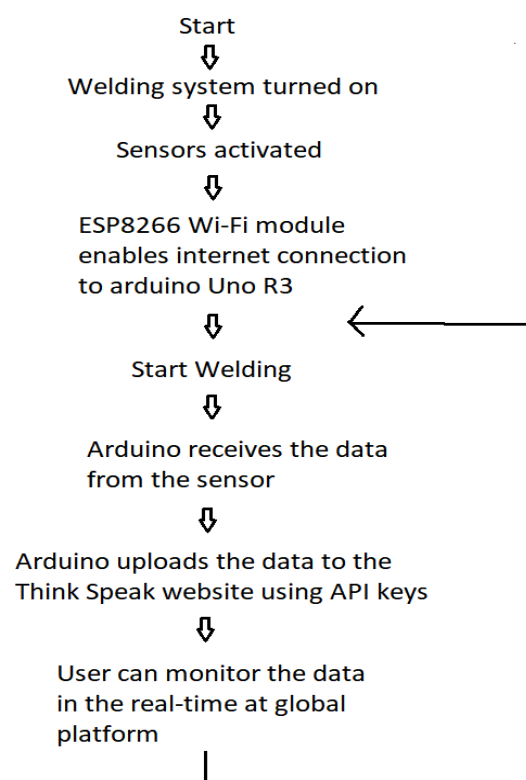 Start
Welding system turned on
Sensors activated
ESP8266 Wi-Fi module
enables internet connection
to arduino Uno R3
Start Welding
Arduino receives the data
from the sensor
Arduino uploads the data to the
Think Speak website using API keys
User can monitor the data
in the real-time at global
platform